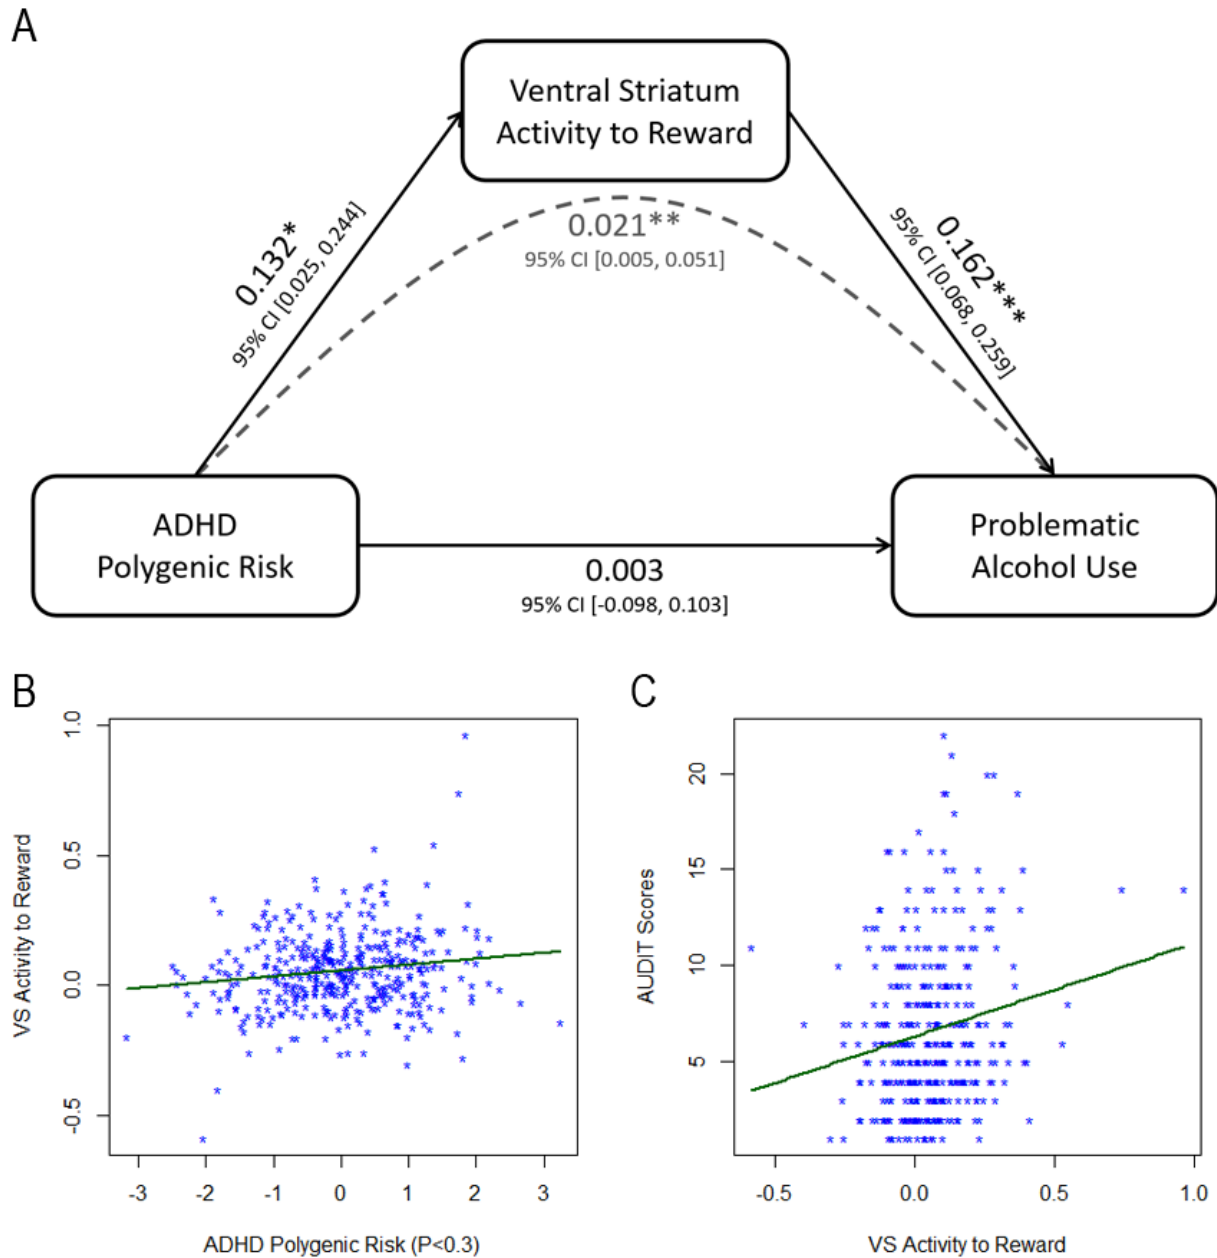 A
Ventral Striatum
Activity to Reward
0.132*
95% CI [0.025, 0.244]
0.021**
95% CI [0.005, 0.051]
0.162***
95% CI [0.068, 0.259]
ADHD
Polygenic Risk
Problematic
Alcohol Use
0.003
95% CI [-0.098, 0.103]
B
VS Activity to Reward
1.0
0.5
0.0
-0.5
-3 -2 -1 0 1 2 3
ADHD Polygenic Risk (P<0.3)
C
AUDIT Scores
20
15
10
5
-0.5 0.0 0.5 1.0
VS Activity to Reward